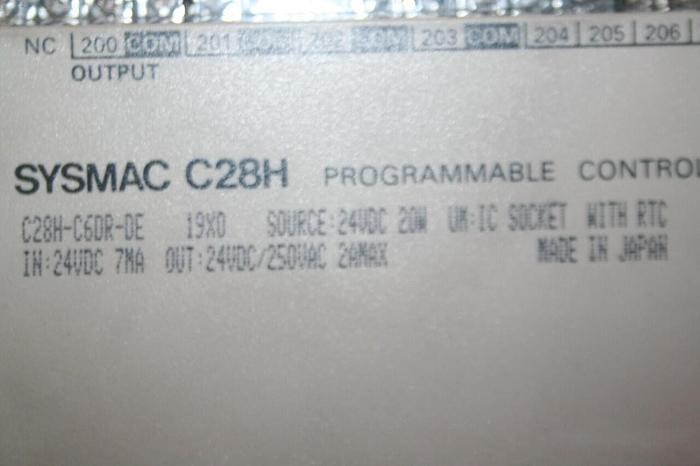 NC 200 COM 201 COM 202 COM 203 COM 204 205 206
OUTPUT
SYSMAC C28H PROGRAMMABLE CONTROL
C28H-C6DR-DE 19X0 SOURCE:24VDC 20W UM:IC SOCKET WITH RTC
IN:24VDC 7MA OUT:24VDC/250VAC 2AMAX MADE IN JAPAN